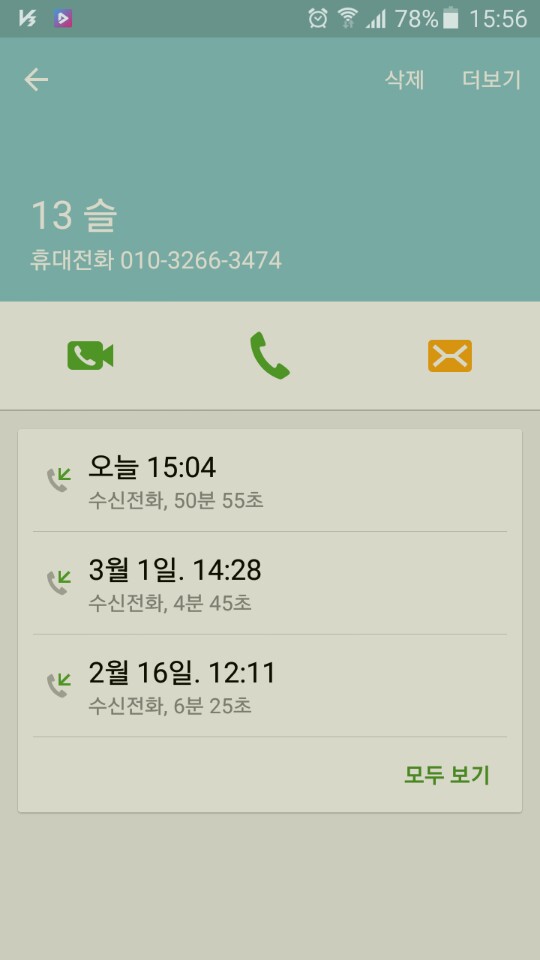 78% 15:56
삭제 더보기
13 슬
휴대전화 010-3266-3474
오늘 15:04
수신전화, 50분 55초
3월 1일. 14:28
수신전화, 4분 45초
2월 16일. 12:11
수신전화, 6분 25초
모두 보기